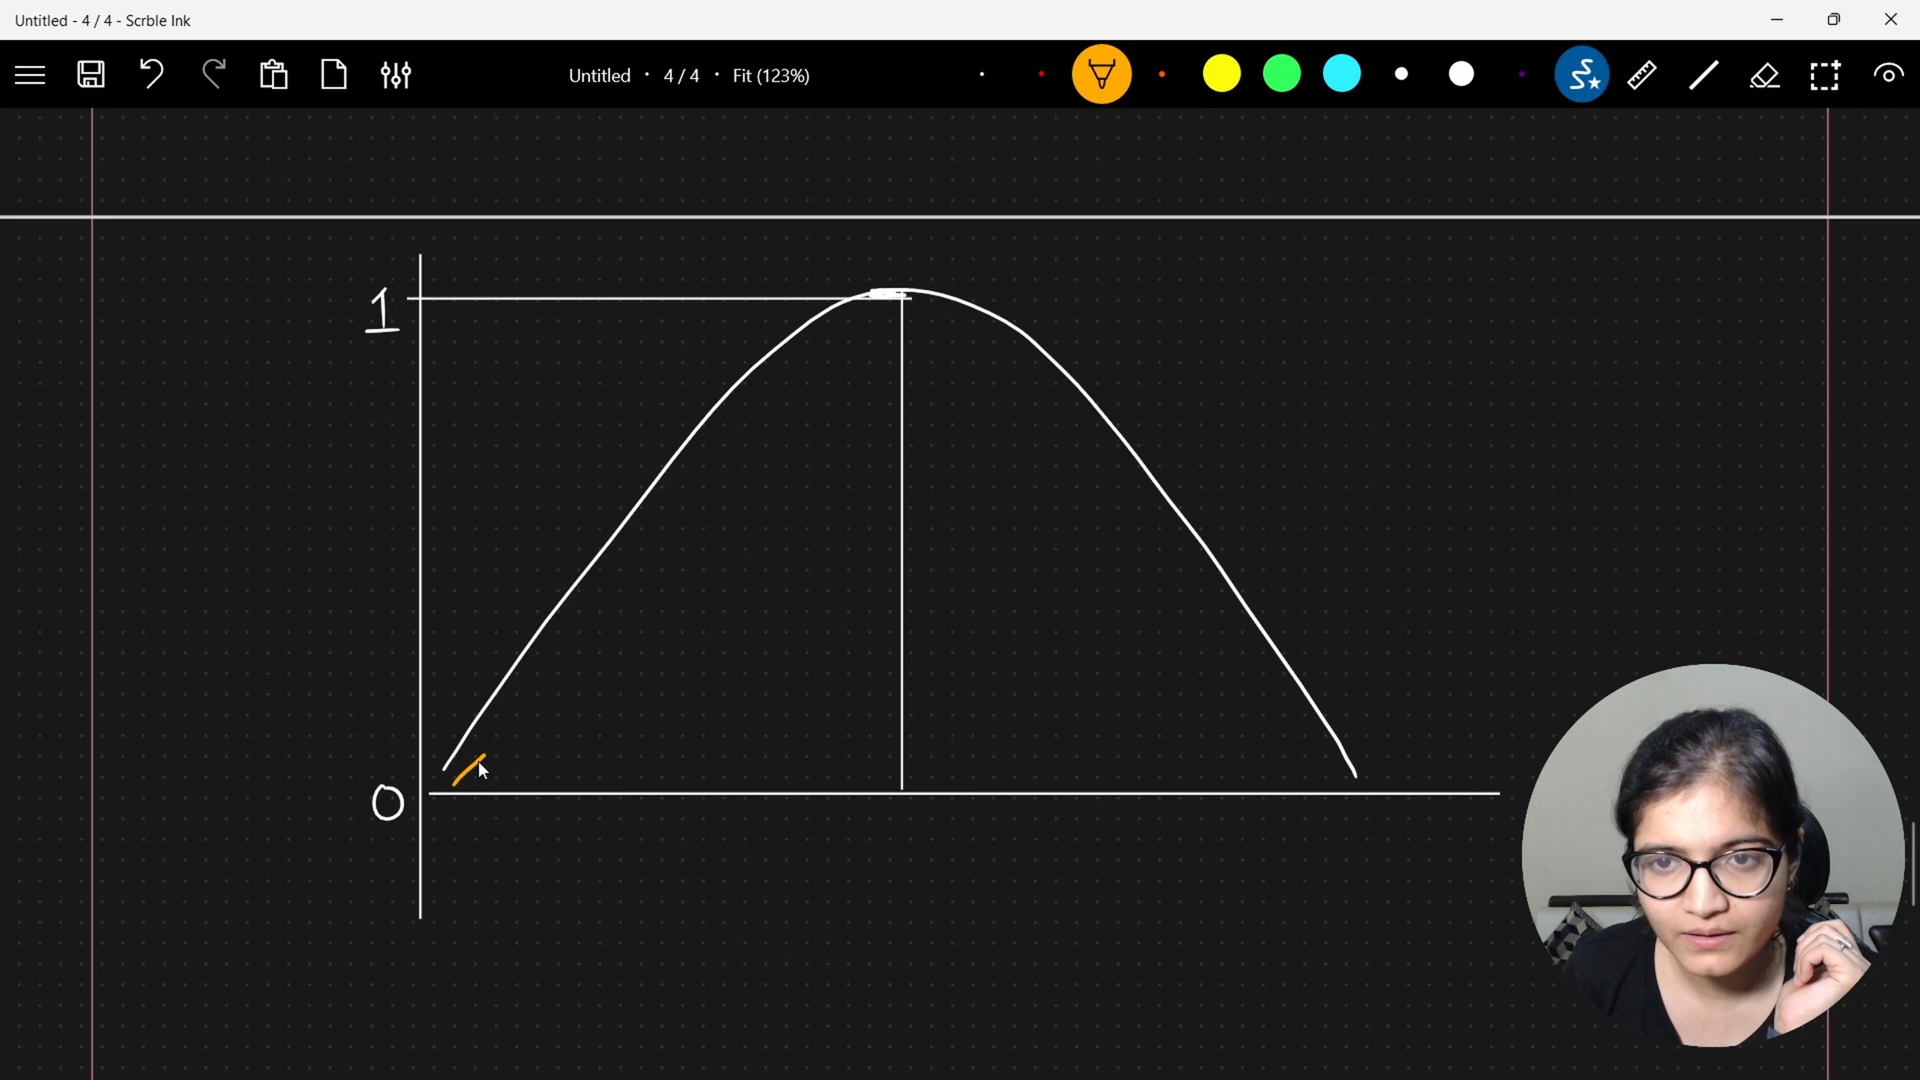 Untitled - 4 / 4 - Scrble Ink
Untitled • 4 / 4 • Fit (123%)
1
0